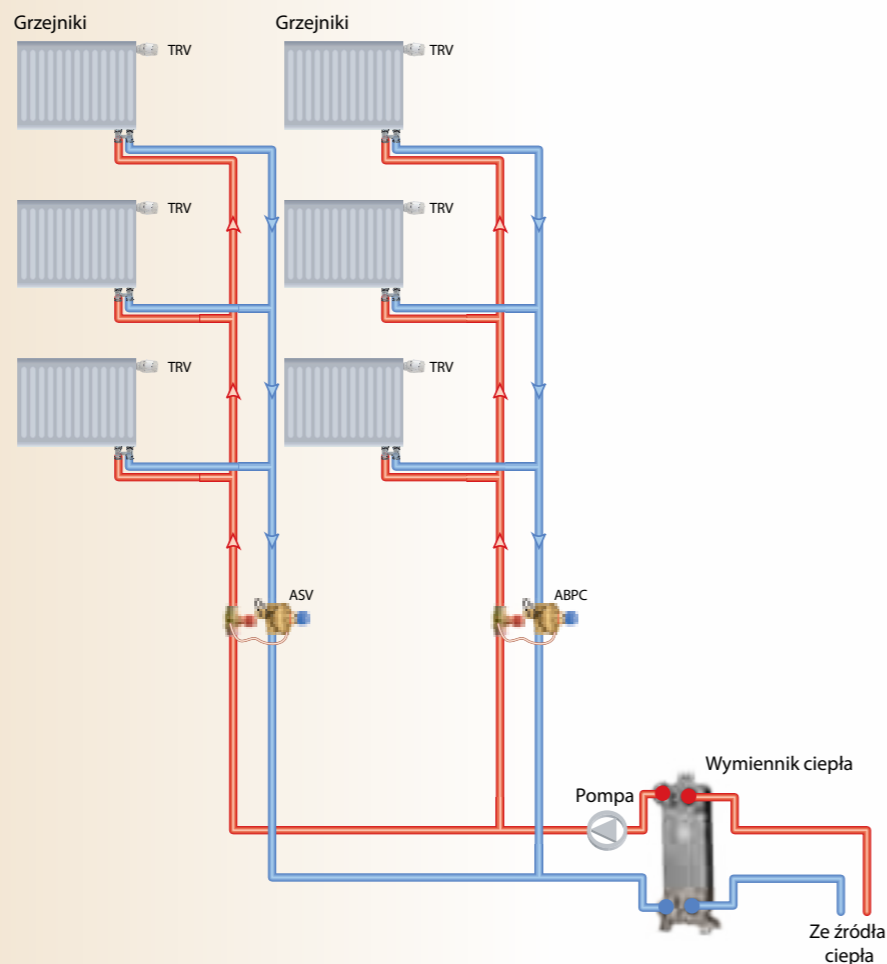 Grzejniki
Grzejniki
TRV
TRV
TRV
TRV
TRV
TRV
ASV
ABPC
Wymiennik ciepła
Pompa
Ze źródła
ciepła